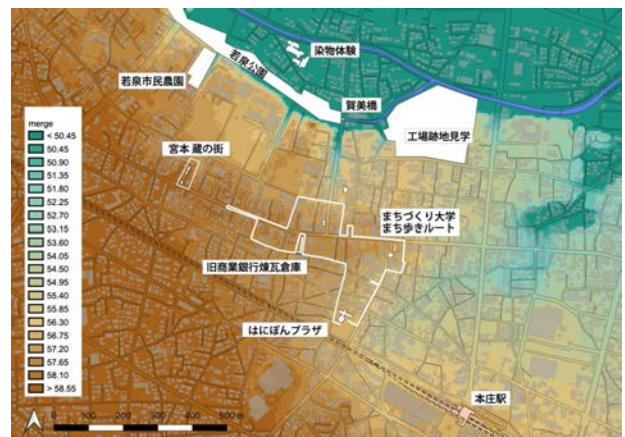 染物体験
若泉公園
若泉市民農園
賀美橋
工場跡地見学
宮本 蔵の街
まちづくり大学
まち歩きルート
旧商業銀行煉瓦倉庫
はにぽんプラザ
本庄駅
merge
< 50.45
50.45
50.90
51.35
51.80
52.25
52.70
53.15
53.60
54.05
54.50
54.95
55.40
55.85
56.30
56.75
57.20
57.65
58.10
> 58.55
0 100 200 300 400 500 m